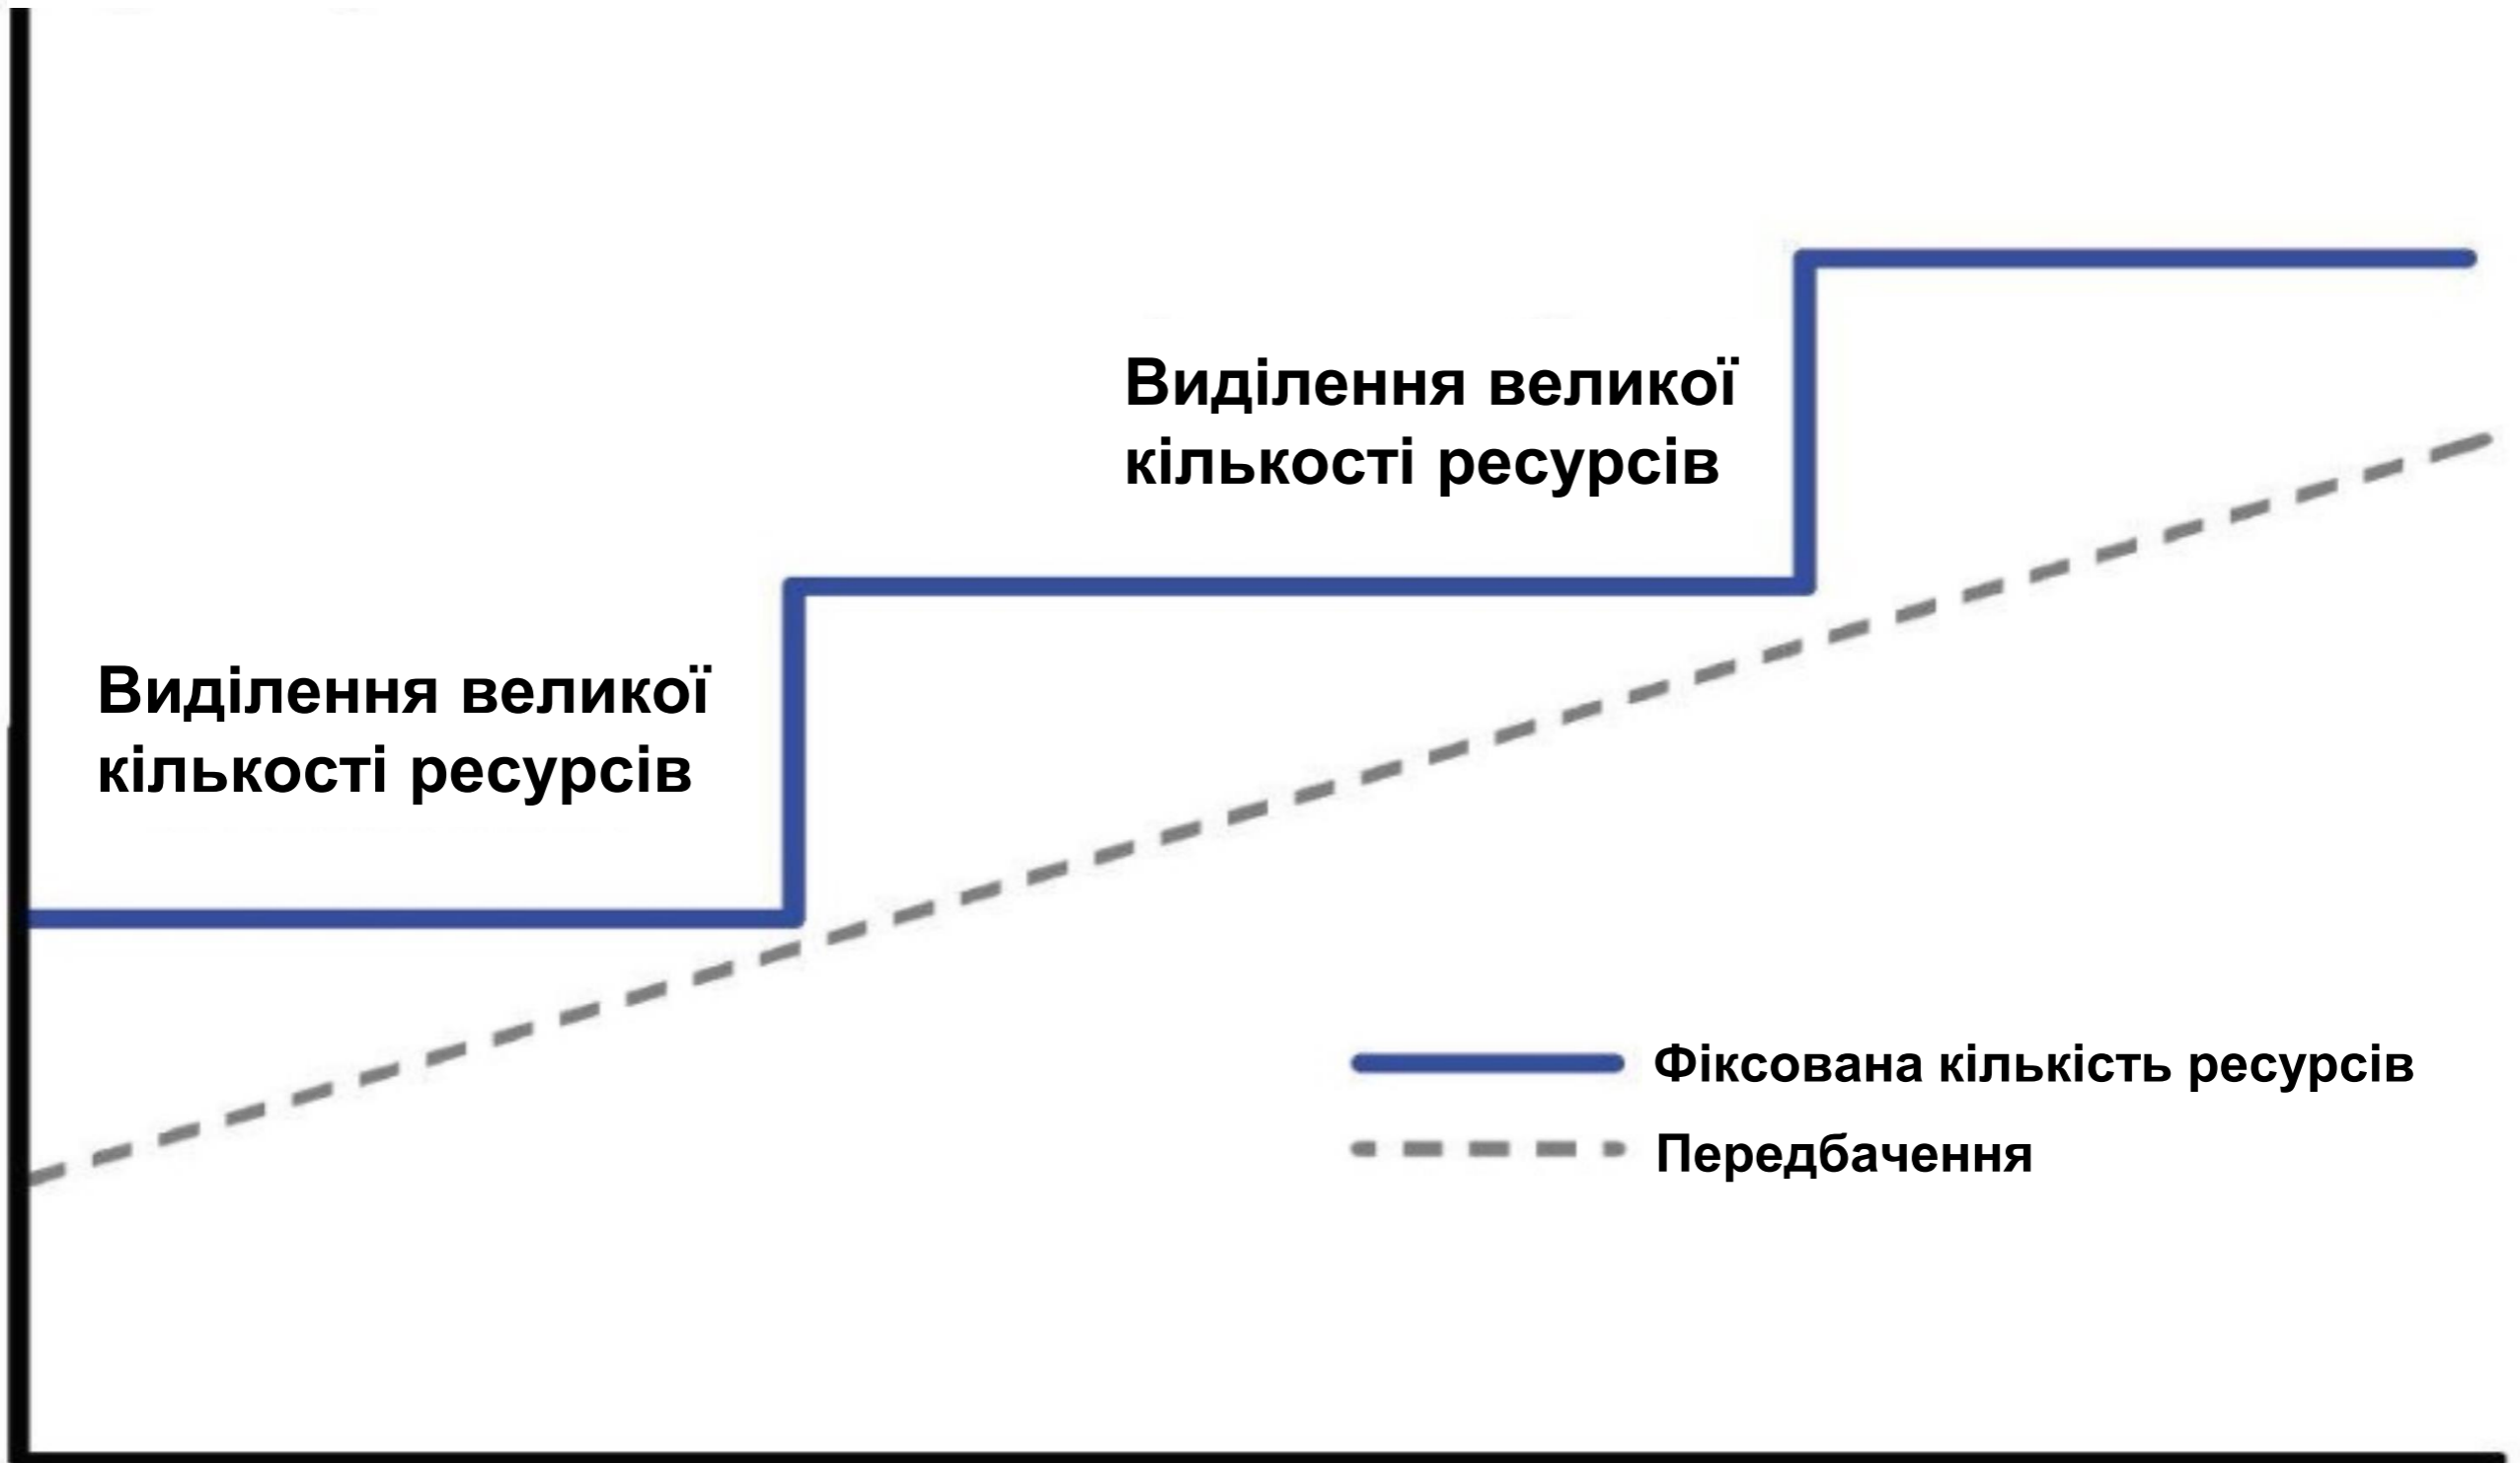 Виділення великої
кількості ресурсів
Виділення великої
кількості ресурсів
Фіксована кількість ресурсів
Передбачення